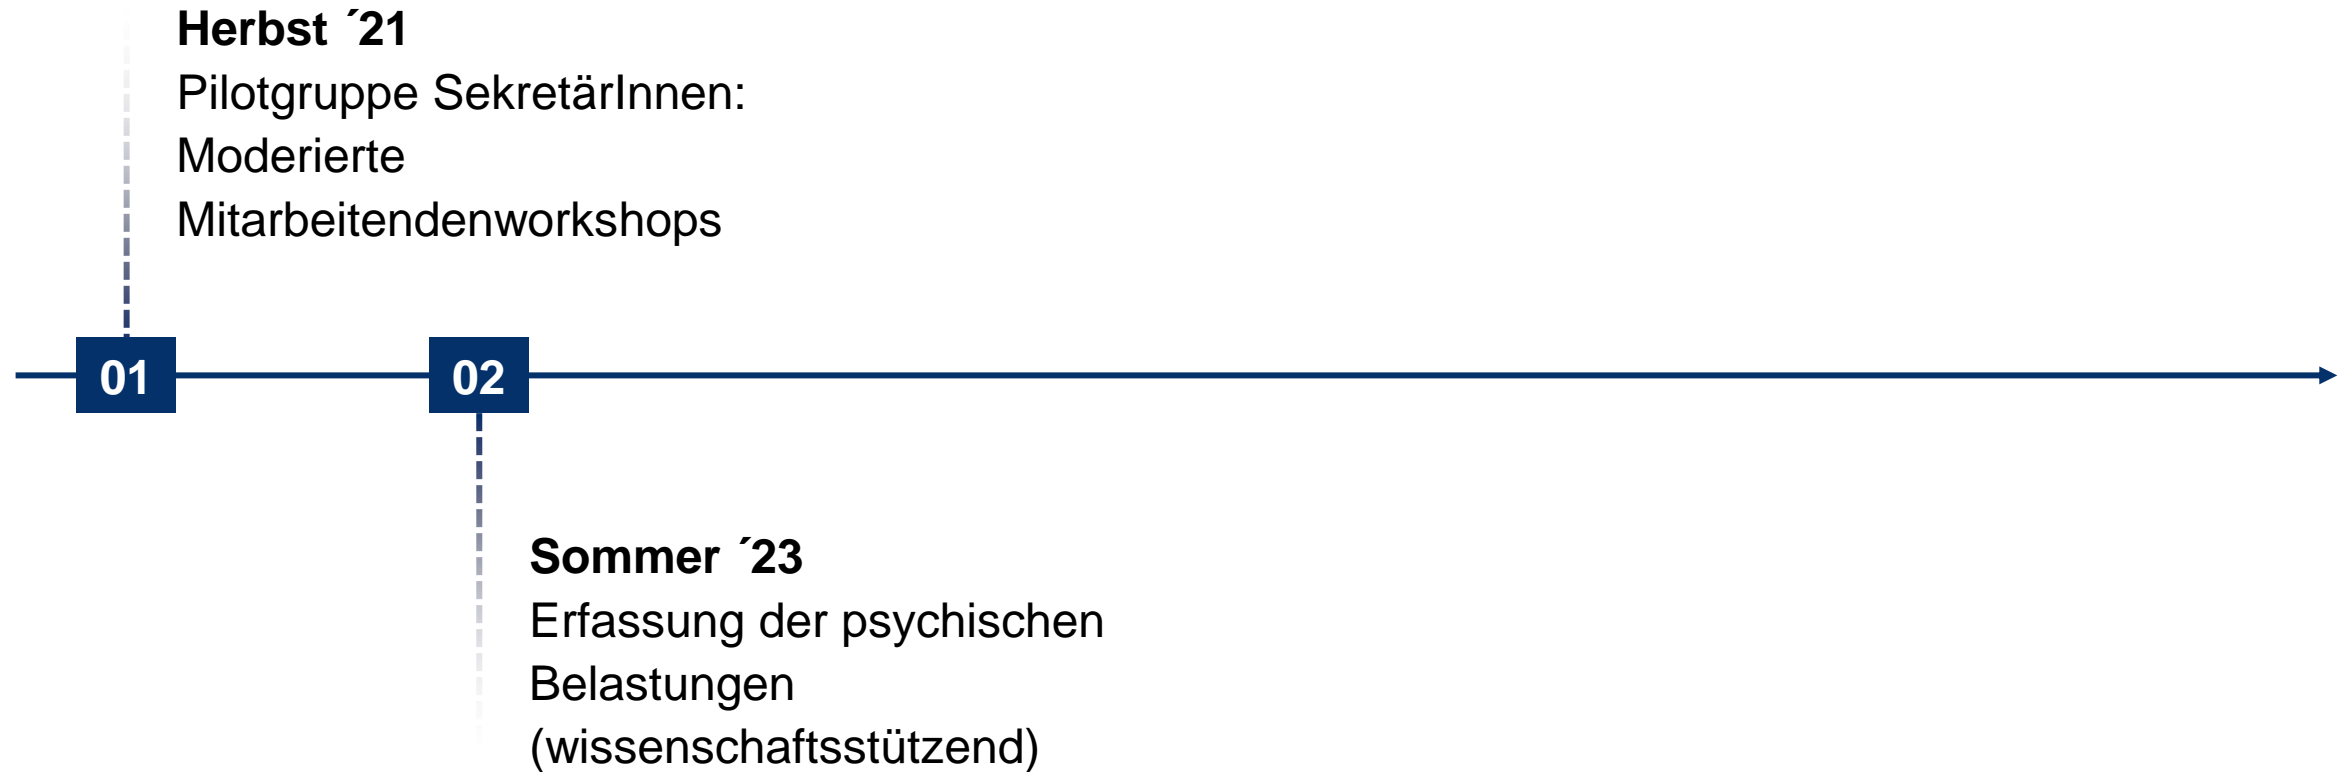 Herbst ´21
Pilotgruppe SekretärInnen:
Moderierte
Mitarbeitendenworkshops
01
02
Sommer ´23
Erfassung der psychischen
Belastungen
(wissenschaftsstützend)